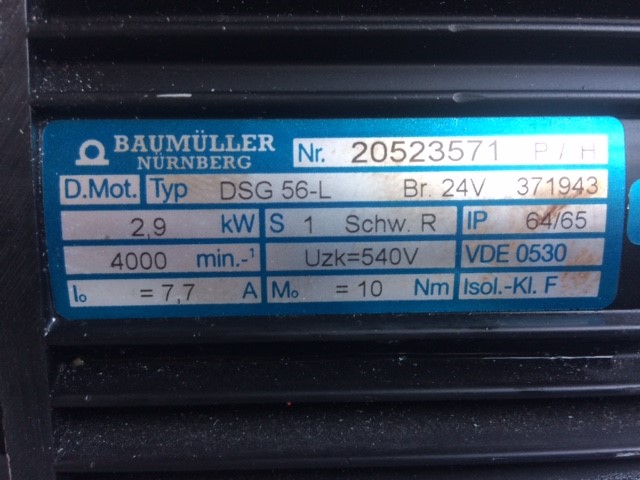 BAUMÜLLER
NÜRNBERG
Nr. 20523571 P / H
D.Mot. Typ DSG 56-L Br. 24V 371943
2,9 kW S 1 Schw. R IP 64/65
4000 min.-¹ Uzk=540V VDE 0530
I₀ = 7,7 A M₀ = 10 Nm Isol.-Kl. F